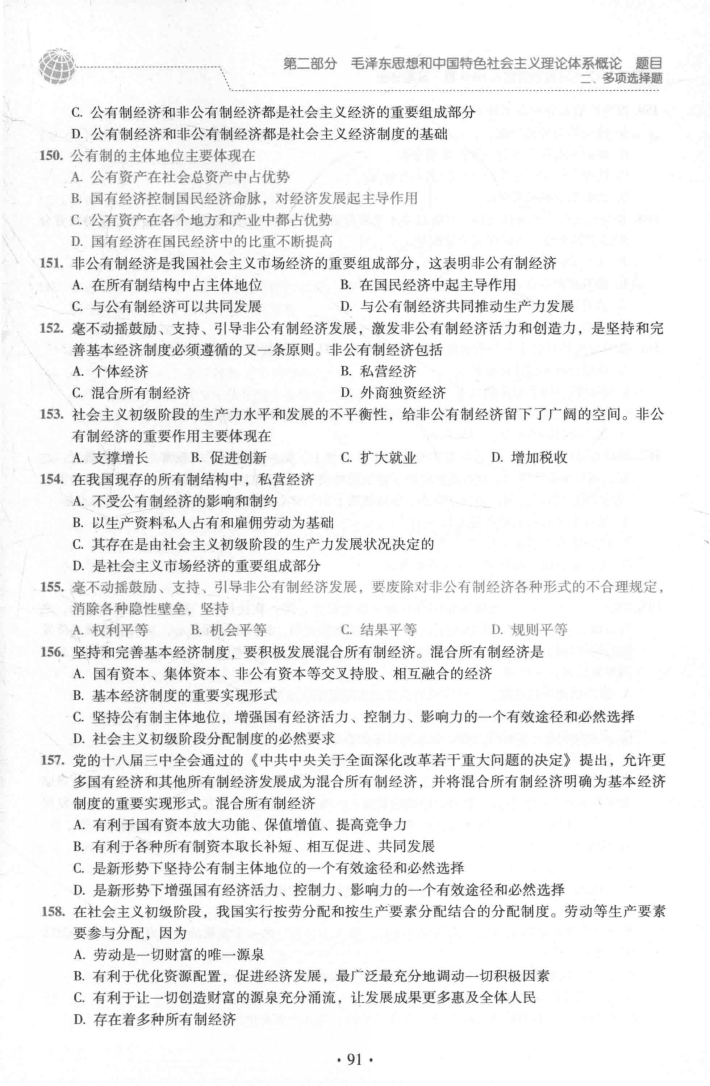 第二部分 毛泽东思想和中国特色社会主义理论体系概论 题目
二、多项选择题
C. 公有制经济和非公有制经济都是社会主义经济的重要组成部分
D. 公有制经济和非公有制经济都是社会主义经济制度的基础
150. 公有制的主体地位主要体现在
A. 公有资产在社会总资产中占优势
B. 国有经济控制国民经济命脉，对经济发展起主导作用
C. 公有资产在各个地方和产业中都占优势
D. 国有经济在国民经济中的比重不断提高
151. 非公有制经济是我国社会主义市场经济的重要组成部分，这表明非公有制经济
A. 在所有制结构中占主体地位 B. 在国民经济中起主导作用
C. 与公有制经济可以共同发展 D. 与公有制经济共同推动生产力发展
152. 毫不动摇鼓励、支持、引导非公有制经济发展，激发非公有制经济活力和创造力，是坚持和完
善基本经济制度必须遵循的又一条原则。非公有制经济包括
A. 个体经济 B. 私营经济
C. 混合所有制经济 D. 外商独资经济
153. 社会主义初级阶段的生产力水平和发展的不平衡性，给非公有制经济留下了广阔的空间。非公
有制经济的重要作用主要体现在
A. 支撑增长 B. 促进创新 C. 扩大就业 D. 增加税收
154. 在我国现存的所有制结构中，私营经济
A. 不受公有制经济的影响和制约
B. 以生产资料私人占有和雇佣劳动为基础
C. 其存在是由社会主义初级阶段的生产力发展状况决定的
D. 是社会主义市场经济的重要组成部分
155. 毫不动摇鼓励、支持、引导非公有制经济发展，要废除对非公有制经济各种形式的不合理规定，
消除各种隐性壁垒，坚持
A. 权利平等 B. 机会平等 C. 结果平等 D. 规则平等
156. 坚持和完善基本经济制度，要积极发展混合所有制经济。混合所有制经济是
A. 国有资本、集体资本、非公有资本等交叉持股、相互融合的经济
B. 基本经济制度的重要实现形式
C. 坚持公有制主体地位，增强国有经济活力、控制力、影响力的一个有效途径和必然选择
D. 社会主义初级阶段分配制度的必然要求
157. 党的十八届三中全会通过的《中共中央关于全面深化改革若干重大问题的决定》提出，允许更
多国有经济和其他所有制经济发展成为混合所有制经济，并将混合所有制经济明确为基本经济
制度的重要实现形式。混合所有制经济
A. 有利于国有资本放大功能、保值增值、提高竞争力
B. 有利于各种所有制资本取长补短、相互促进、共同发展
C. 是新形势下坚持公有制主体地位的一个有效途径和必然选择
D. 是新形势下增强国有经济活力、控制力、影响力的一个有效途径和必然选择
158. 在社会主义初级阶段，我国实行按劳分配和按生产要素分配结合的分配制度。劳动等生产要素
要参与分配，因为
A. 劳动是一切财富的唯一源泉
B. 有利于优化资源配置，促进经济发展，最广泛最充分地调动一切积极因素
C. 有利于让一切创造财富的源泉充分涌流，让发展成果更多惠及全体人民
D. 存在着多种所有制经济
· 91 ·